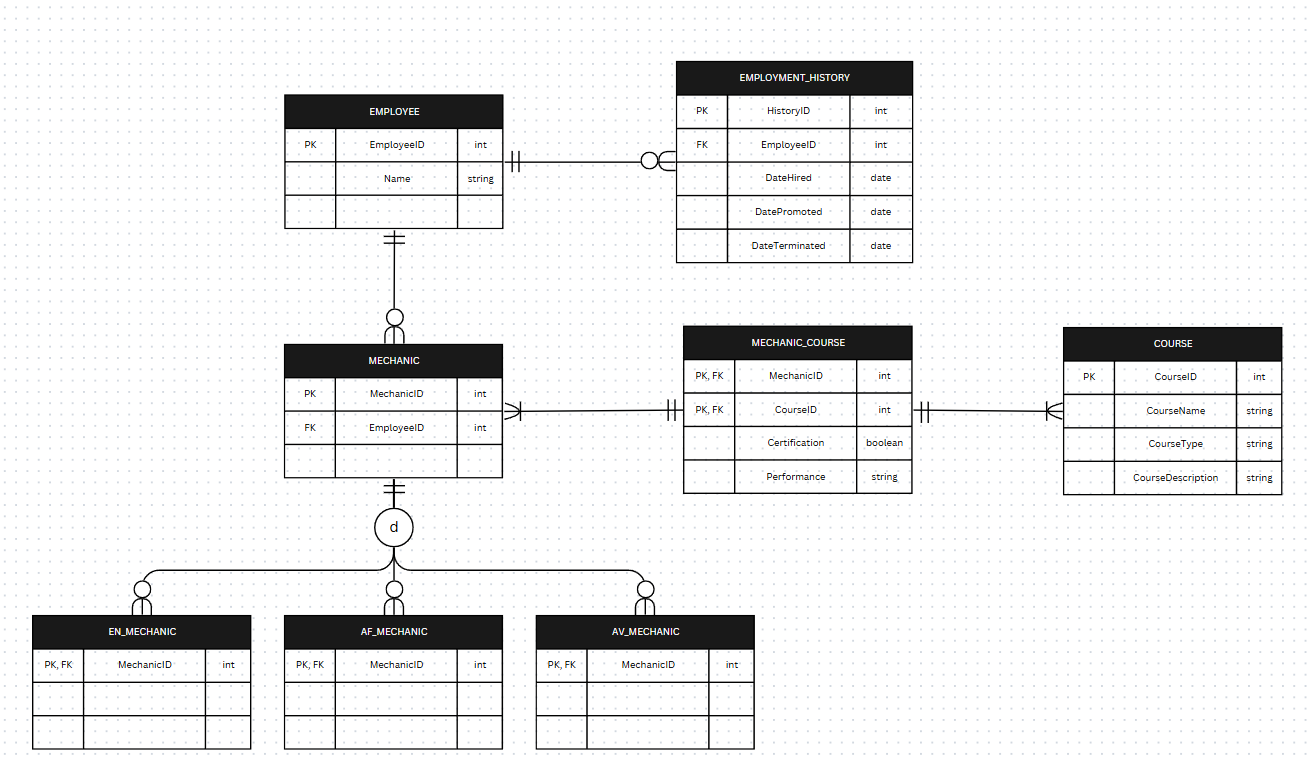 EMPLOYMENT_HISTORY
PK HistoryID int
FK EmployeeID int
DateHired date
DatePromoted date
DateTerminated date
EMPLOYEE
PK EmployeeID int
Name string
MECHANIC
PK MechanicID int
FK EmployeeID int
MECHANIC_COURSE
PK, FK MechanicID int
PK, FK CourseID int
Certification boolean
Performance string
COURSE
PK CourseID int
CourseName string
CourseType string
CourseDescription string
d
EN_MECHANIC
PK, FK MechanicID int
AF_MECHANIC
PK, FK MechanicID int
AV_MECHANIC
PK, FK MechanicID int